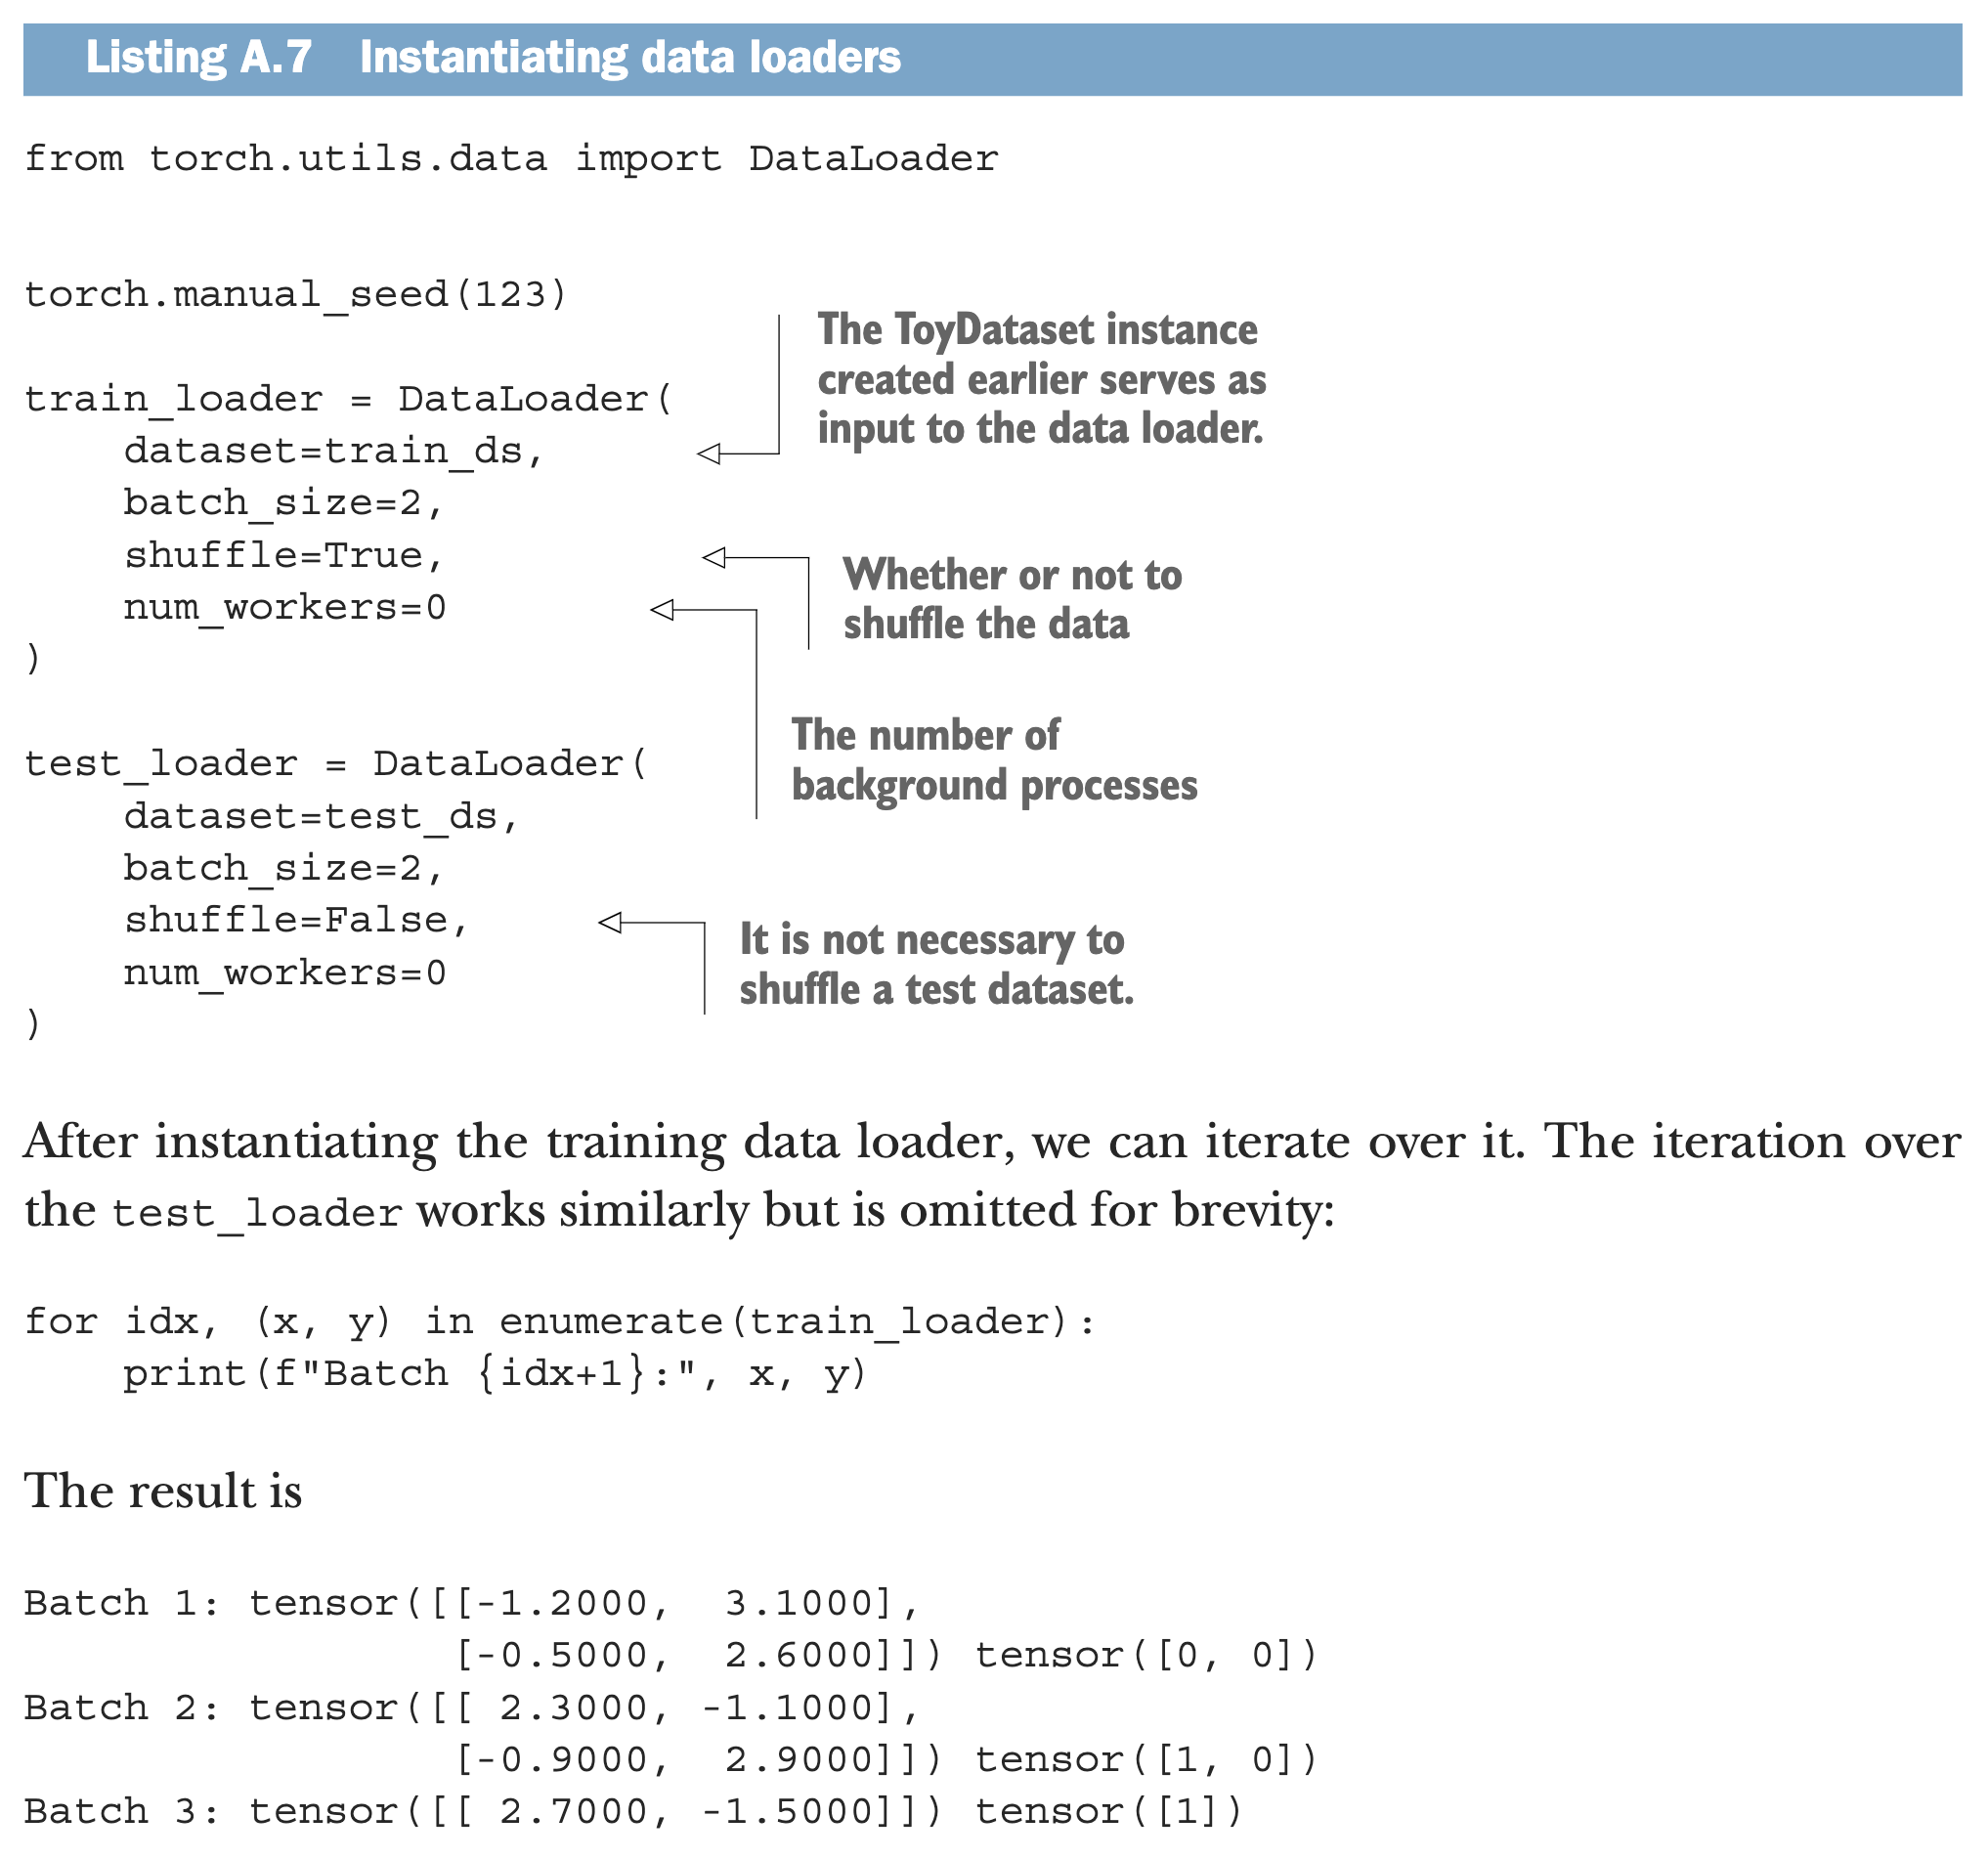 Listing A.7 Instantiating data loaders
from torch.utils.data import DataLoader
torch.manual_seed(123)
train_loader = DataLoader(
    dataset=train_ds,
    batch_size=2,
    shuffle=True,
    num_workers=0
)
The ToyDataset instance
created earlier serves as
input to the data loader.
Whether or not to
shuffle the data
The number of
background processes
test_loader = DataLoader(
    dataset=test_ds,
    batch_size=2,
    shuffle=False,
    num_workers=0
)
It is not necessary to
shuffle a test dataset.
After instantiating the training data loader, we can iterate over it. The iteration over
the test_loader works similarly but is omitted for brevity:
for idx, (x, y) in enumerate(train_loader):
    print(f"Batch {idx+1}:", x, y)
The result is
Batch 1: tensor([[-1.2000,  3.1000],
                 [-0.5000,  2.6000]]) tensor([0, 0])
Batch 2: tensor([[ 2.3000, -1.1000],
                 [-0.9000,  2.9000]]) tensor([1, 0])
Batch 3: tensor([[ 2.7000, -1.5000]]) tensor([1])